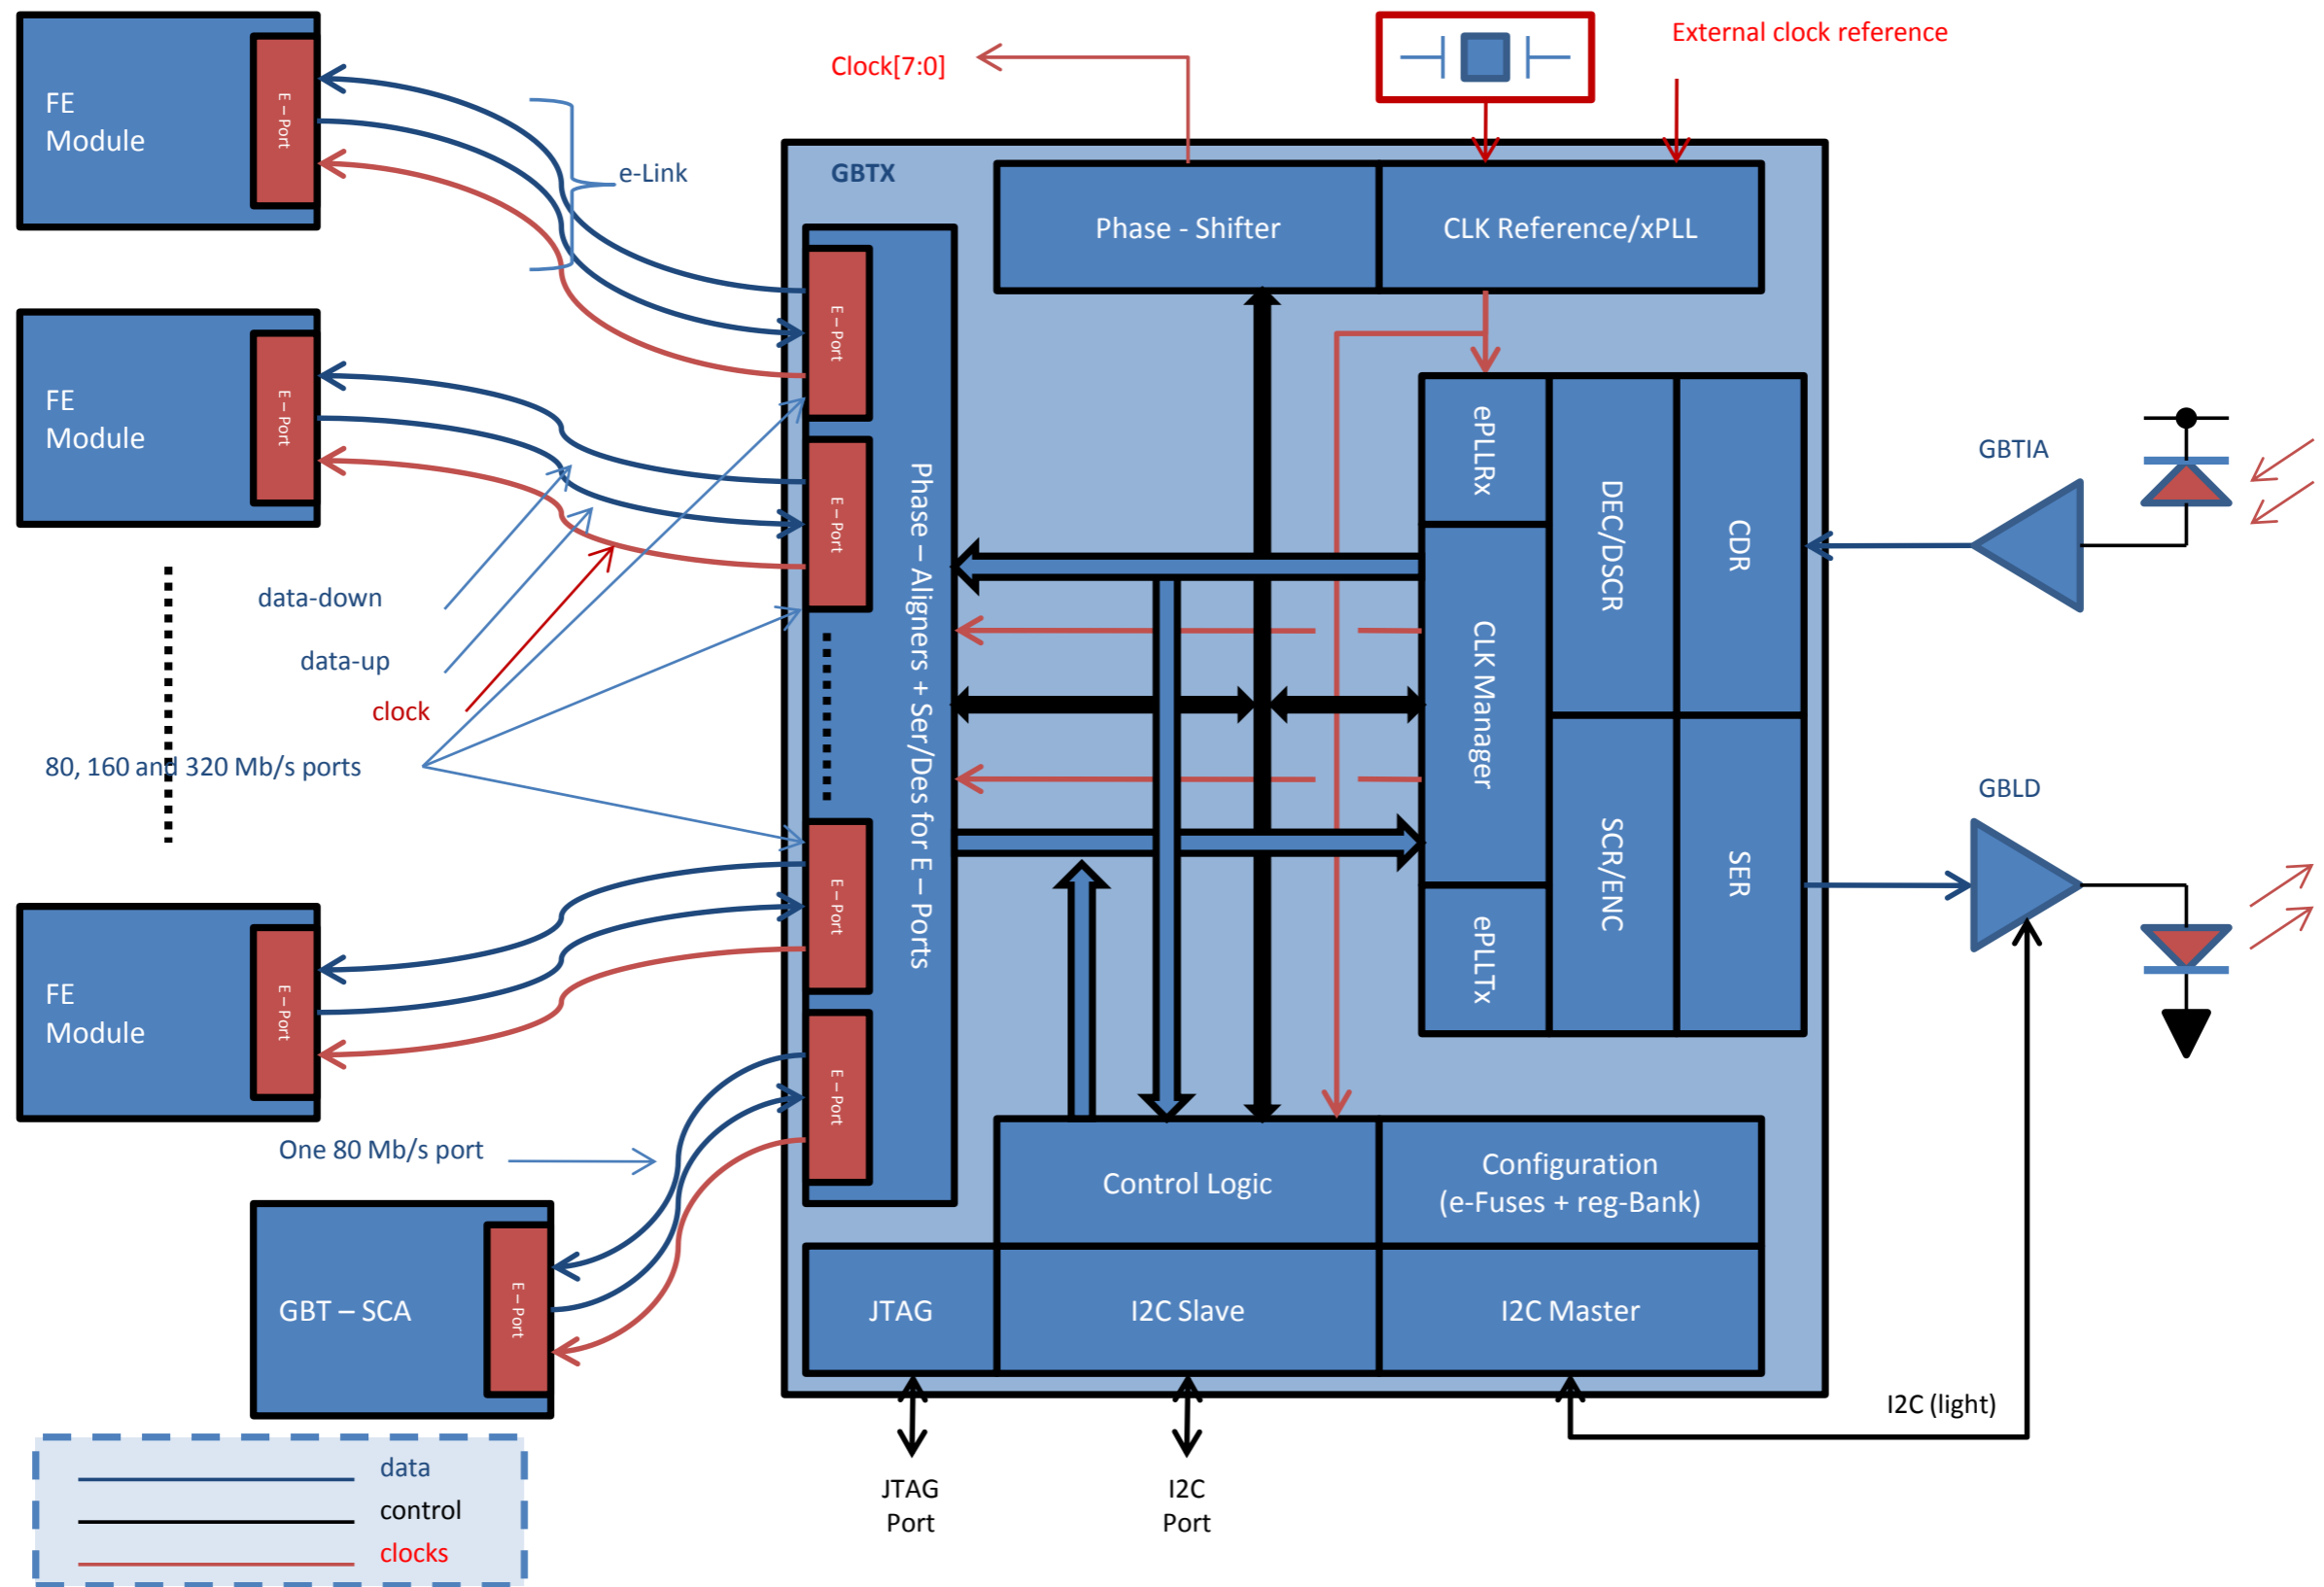 External clock reference
Clock[7:0]
FE
Module
E – Port
e-Link
GBTX
Phase - Shifter
CLK Reference/xPLL
E – Port
FE
Module
E – Port
E – Port
Phase – Aligners + Ser/Des for E – Ports
ePLLRx
CLK Manager
ePLLTx
DEC/DSCR
SCR/ENC
CDR
SER
GBTIA
GBLD
data-down
data-up
clock
80, 160 and 320 Mb/s ports
FE
Module
E – Port
E – Port
E – Port
One 80 Mb/s port
Control Logic
Configuration
(e-Fuses + reg-Bank)
GBT – SCA
E – Port
JTAG
I2C Slave
I2C Master
I2C (light)
JTAG
Port
I2C
Port
data
control
clocks